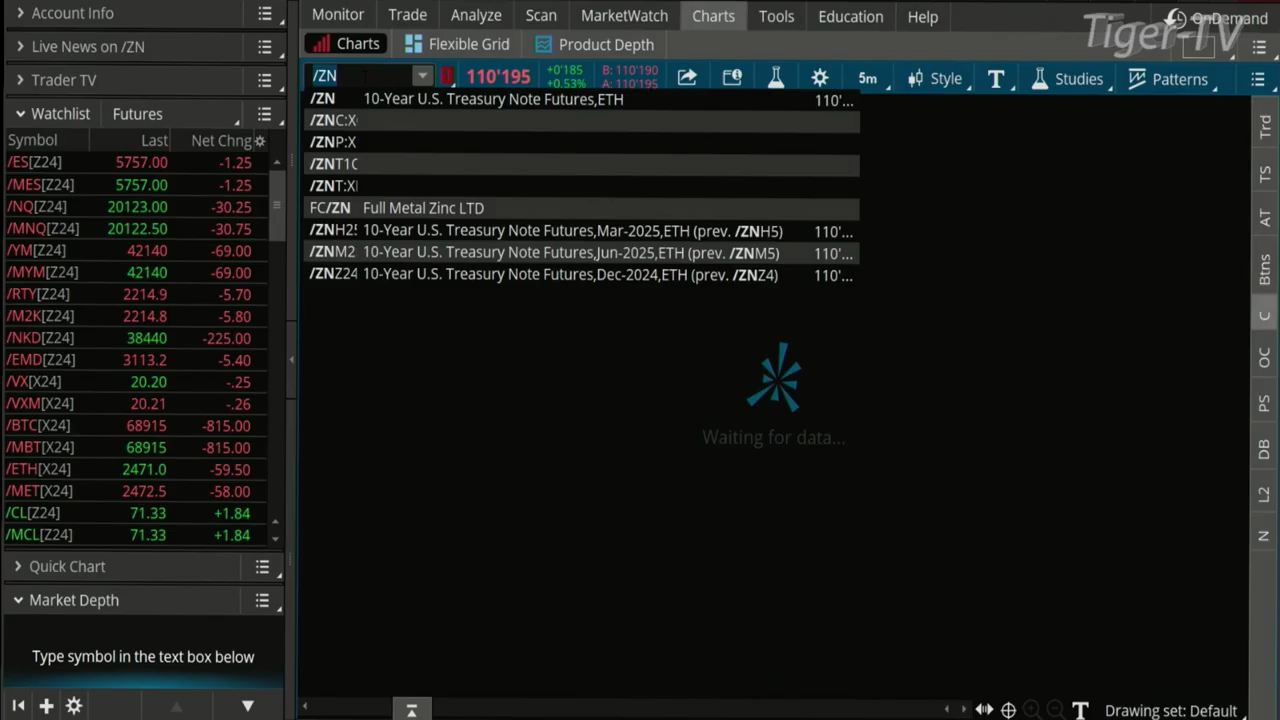 Account Info
Live News on /ZN
Trader TV
Watchlist Futures
Symbol Last Net Chng
/ES[Z24] 5757.00 -1.25
/MES[Z24] 5757.00 -1.25
/NQ[Z24] 20123.00 -30.25
/MNQ[Z24] 20122.50 -30.75
/YM[Z24] 42140 -69.00
/MYM[Z24] 42140 -69.00
/RTY[Z24] 2214.9 -5.70
/M2K[Z24] 2214.8 -5.80
/NKD[Z24] 38440 -225.00
/EMD[Z24] 3113.2 -5.40
/VX[X24] 20.20 -.25
/VXM[X24] 20.21 -.26
/BTC[X24] 68915 -815.00
/MBT[X24] 68915 -815.00
/ETH[X24] 2471.0 -59.50
/MET[X24] 2472.5 -58.00
/CL[Z24] 71.33 +1.84
/MCL[Z24] 71.33 +1.84
Quick Chart
Market Depth
Type symbol in the text box below
Monitor Trade Analyze Scan MarketWatch Charts Tools Education Help
OnDemand
Tiger-TV
Charts Flexible Grid Product Depth
/ZN 110'195 +0'185 B: 110'190 5m Style T Studies Patterns
+0.53% A: 110'195
/ZN 10-Year U.S. Treasury Note Futures,ETH 110'...
/ZNC:X
/ZNP:X
/ZNT1C
/ZNT:X
FC/ZN Full Metal Zinc LTD
/ZNH25 10-Year U.S. Treasury Note Futures,Mar-2025,ETH (prev. /ZNH5) 110'...
/ZNM2 10-Year U.S. Treasury Note Futures,Jun-2025,ETH (prev. /ZNM5) 110'...
/ZNZ24 10-Year U.S. Treasury Note Futures,Dec-2024,ETH (prev. /ZNZ4) 110'...
Waiting for data...
Trd
TS
AT
Btns
C
OC
PS
DB
L2
N
T Drawing set: Default